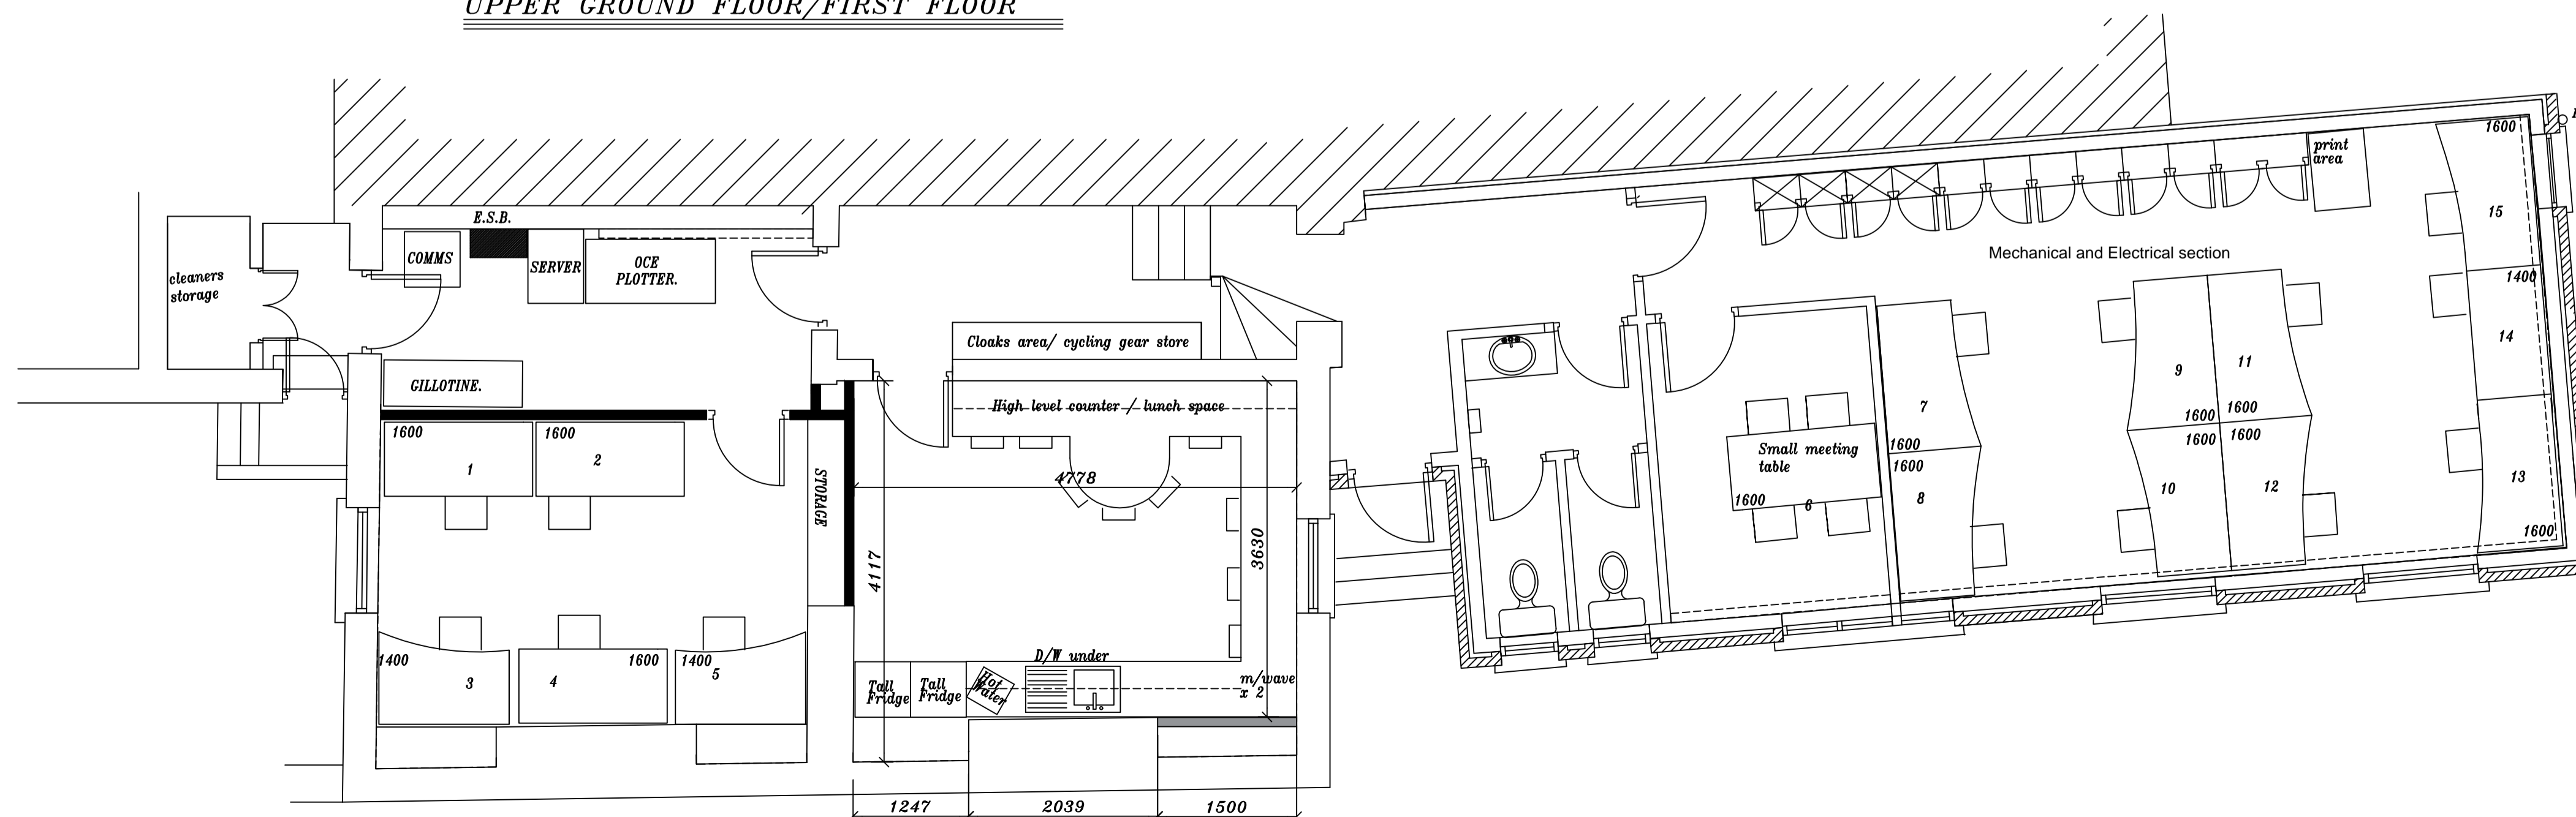 UPPER GROUND FLOOR/FIRST FLOOR
E.S.B.
COMMS
SERVER
OCE
PLOTTER.
cleaners
storage
GILLOTINE.
Cloaks area/ cycling gear store
High level counter / lunch space
1600
1
1600
2
STORAGE
4778
4117
3630
1400
3
4
1600
1400
5
Tall
Fridge
Tall
Fridge
Hot
Water
D/W under
m/wave
x 2
1247
2039
1500
Mechanical and Electrical section
print
area
Small meeting
table
1600
6
7
1600
1600
8
9
1600
11
1600
1600
10
1600
12
1600
15
1400
14
13
1600